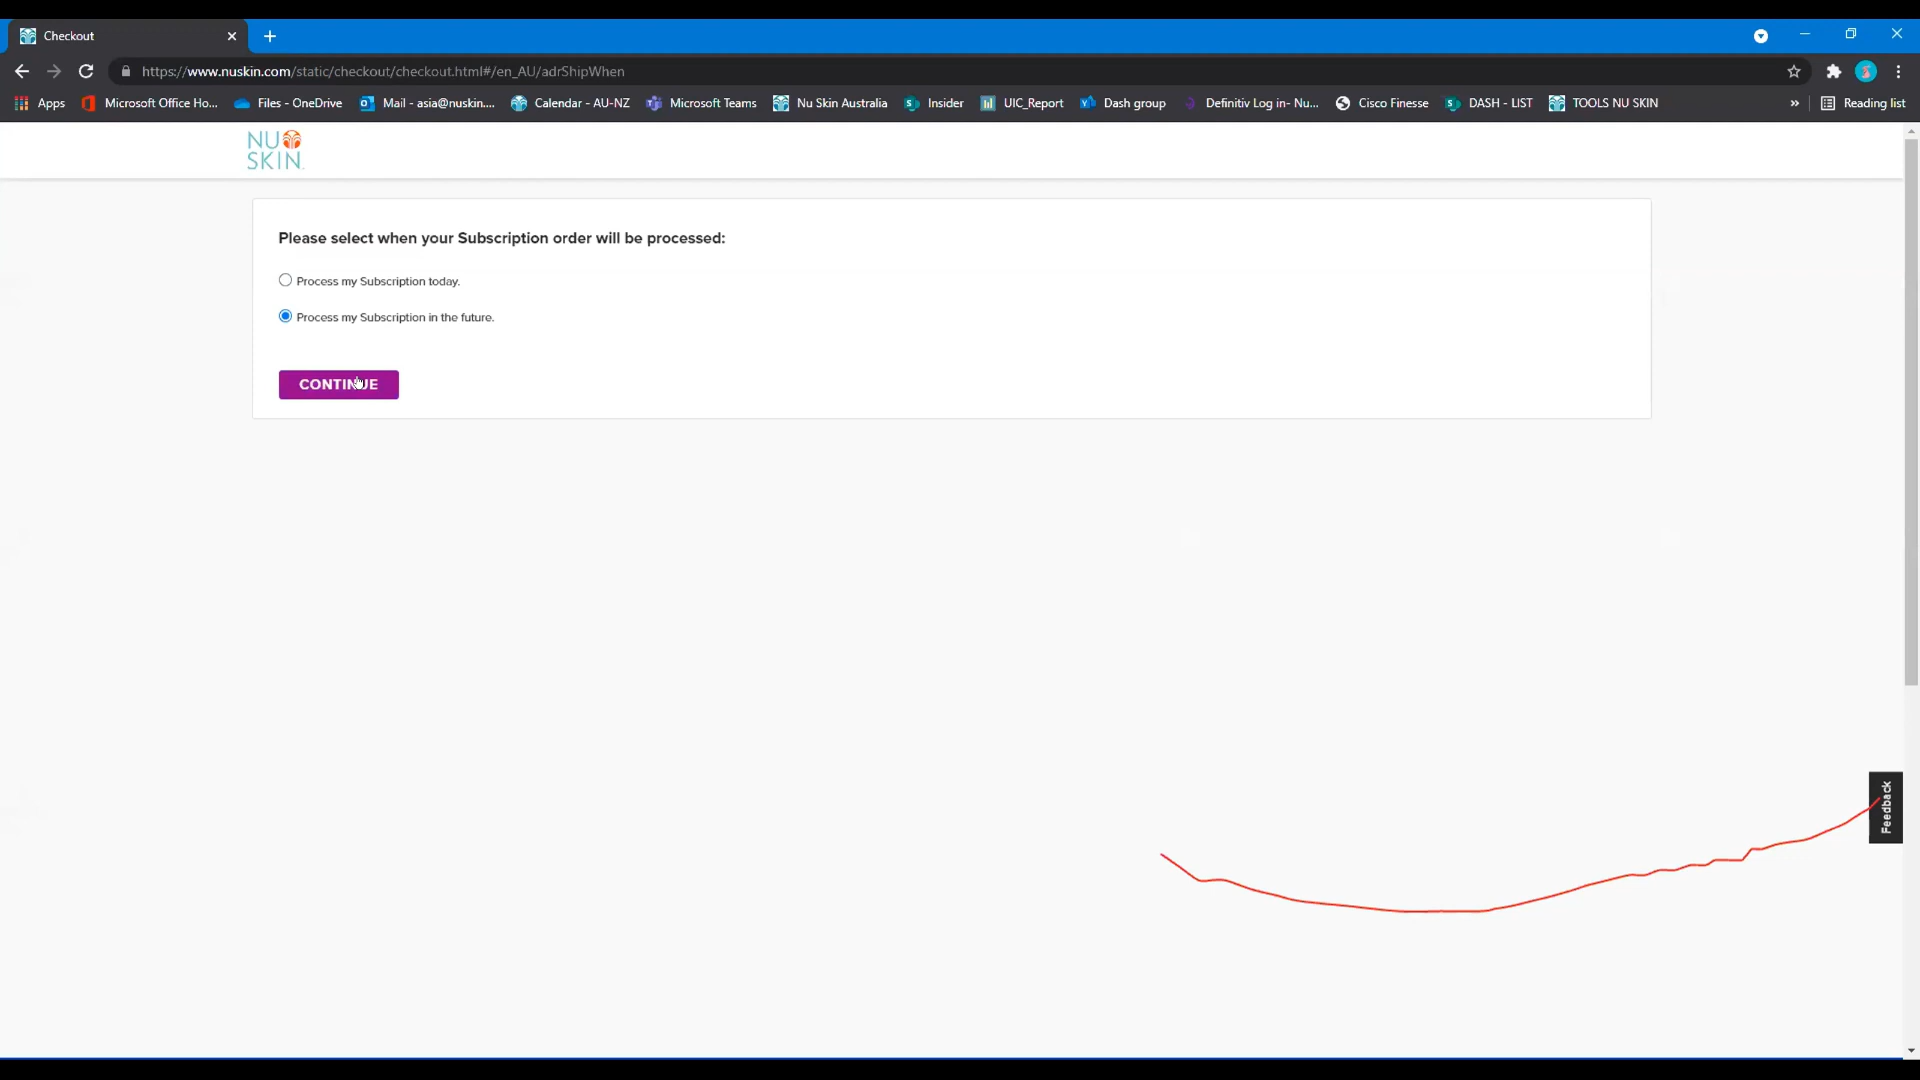 Checkout
https://www.nuskin.com/static/checkout/checkout.html#/en_AU/adrShipWhen
Apps Microsoft Office Ho... Files - OneDrive Mail - asia@nuskin.... Calendar - AU-NZ Microsoft Teams Nu Skin Australia Insider UIC_Report Dash group Definitiv Log in- Nu... Cisco Finesse DASH - LIST TOOLS NU SKIN » Reading list
NU
SKIN
Please select when your Subscription order will be processed:
Process my Subscription today.
Process my Subscription in the future.
CONTINUE
Feedback